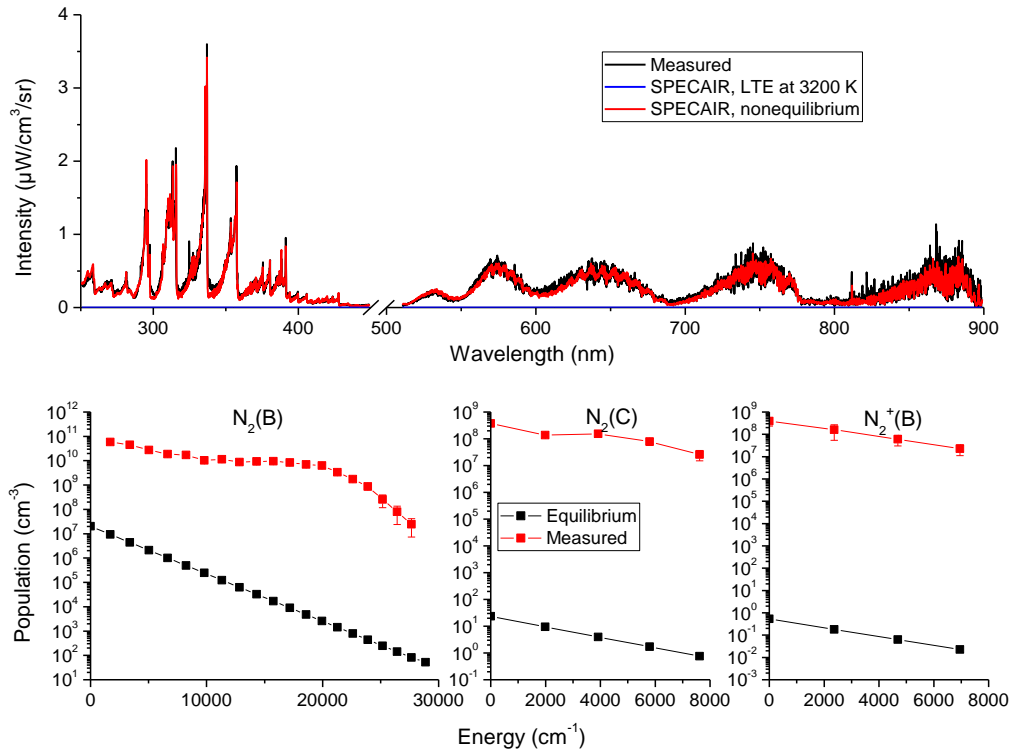 4
3
2
1
0
Intensity (µW/cm³/sr)
Measured
SPECAIR, LTE at 3200 K
SPECAIR, nonequilibrium
300 400 500 600 700 800 900
Wavelength (nm)
N₂(B)
10¹²
10¹¹
10¹⁰
10⁹
10⁸
10⁷
10⁶
10⁵
10⁴
10³
10²
10¹
Population (cm⁻³)
0 10000 20000 30000
N₂(C)
10⁹
10⁸
10⁷
10⁶
10⁵
10⁴
10³
10²
10¹
10⁰
10⁻¹
Equilibrium
Measured
0 2000 4000 6000 8000
N₂⁺(B)
10⁹
10⁸
10⁷
10⁶
10⁵
10⁴
10³
10²
10¹
10⁰
10⁻¹
10⁻²
10⁻³
0 2000 4000 6000 8000
Energy (cm⁻¹)